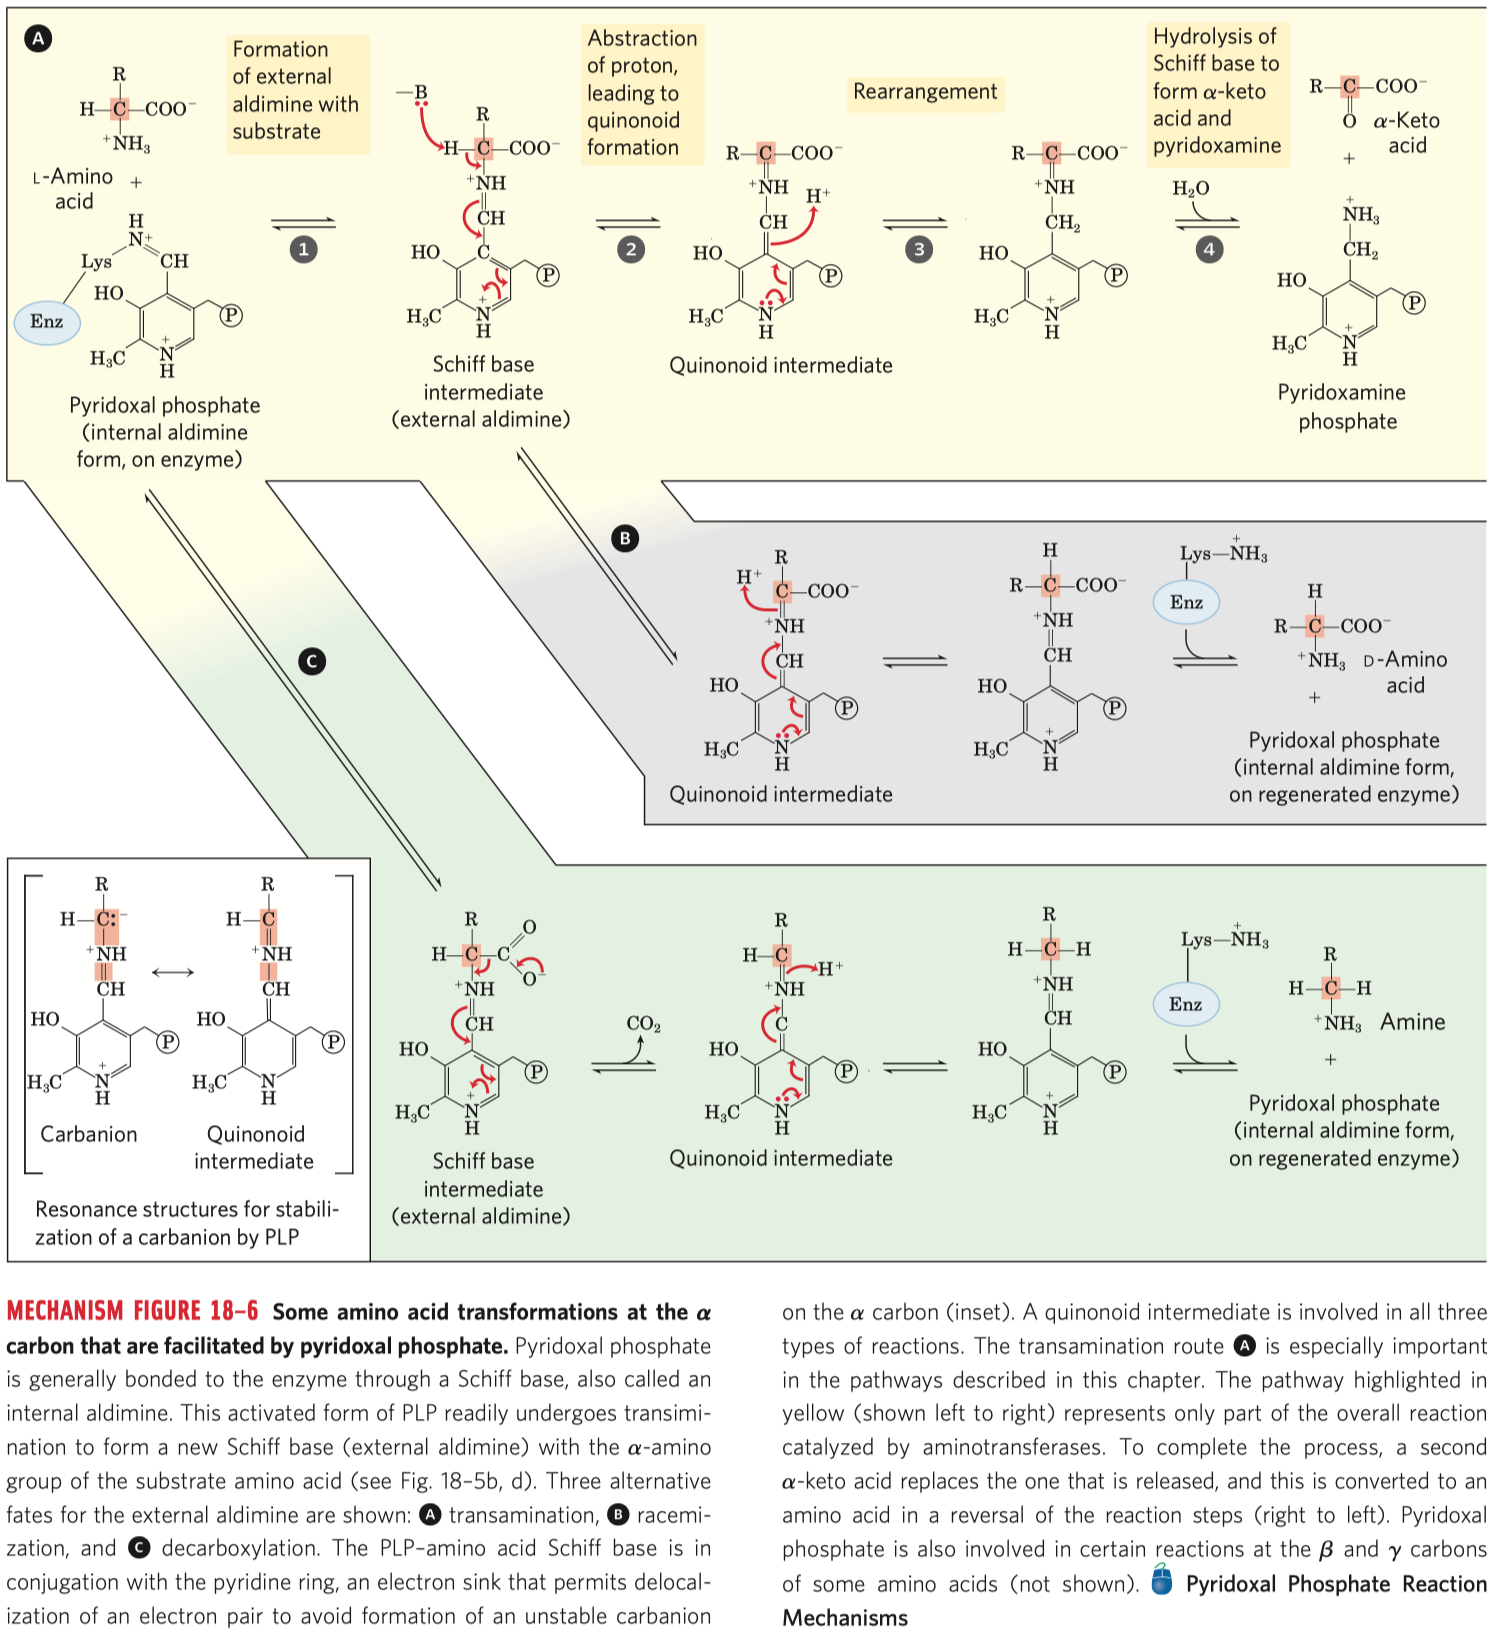 A
Formation
of external
aldimine with
substrate
Abstraction
of proton,
leading to
quinonoid
formation
Rearrangement
Hydrolysis of
Schiff base to
form α-keto
acid and
pyridoxamine
R
H—C—COO⁻
⁺NH₃
L-Amino
acid
+
H
N⁺
Lys
CH
HO
Enz
P
H₃C
N⁺
H
Pyridoxal phosphate
(internal aldimine
form, on enzyme)
1
—B:
R
H—C—COO⁻
⁺NH
CH
C
HO
P
H₃C
N⁺
H
Schiff base
intermediate
(external aldimine)
2
R—C—COO⁻
⁺NH
H⁺
CH
HO
P
H₃C
N
H
Quinonoid intermediate
3
R—C—COO⁻
⁺NH
CH₂
HO
P
H₃C
N⁺
H
H₂O
4
R—C—COO⁻
O
α-Keto
acid
+
⁺NH₃
CH₂
HO
P
H₃C
N⁺
H
Pyridoxamine
phosphate
B
R
H⁺
C—COO⁻
⁺NH
CH
HO
P
H₃C
N
H
Quinonoid intermediate
H
R—C—COO⁻
⁺NH
CH
HO
P
H₃C
N⁺
H
Lys—⁺NH₃
Enz
H
R—C—COO⁻
⁺NH₃
D-Amino
acid
+
Pyridoxal phosphate
(internal aldimine form,
on regenerated enzyme)
C
R
H—C—C
O
O⁻
⁺NH
CH
HO
P
H₃C
N⁺
H
Schiff base
intermediate
(external aldimine)
CO₂
R
H—C
H⁺
⁺NH
C
HO
P
H₃C
N
H
Quinonoid intermediate
R
H—C—H
⁺NH
CH
HO
P
H₃C
N⁺
H
Lys—⁺NH₃
Enz
R
H—C—H
⁺NH₃
Amine
+
Pyridoxal phosphate
(internal aldimine form,
on regenerated enzyme)
R
H—C:⁻
⁺NH
CH
HO
P
H₃C
N⁺
H
Carbanion
R
H—C
⁺NH
CH
HO
P
H₃C
N
H
Quinonoid
intermediate
Resonance structures for stabili-
zation of a carbanion by PLP
MECHANISM FIGURE 18–6 Some amino acid transformations at the α
carbon that are facilitated by pyridoxal phosphate. Pyridoxal phosphate
is generally bonded to the enzyme through a Schiff base, also called an
internal aldimine. This activated form of PLP readily undergoes transimi-
nation to form a new Schiff base (external aldimine) with the α-amino
group of the substrate amino acid (see Fig. 18–5b, d). Three alternative
fates for the external aldimine are shown: A transamination, B racemi-
zation, and C decarboxylation. The PLP–amino acid Schiff base is in
conjugation with the pyridine ring, an electron sink that permits delocal-
ization of an electron pair to avoid formation of an unstable carbanion
on the α carbon (inset). A quinonoid intermediate is involved in all three
types of reactions. The transamination route A is especially important
in the pathways described in this chapter. The pathway highlighted in
yellow (shown left to right) represents only part of the overall reaction
catalyzed by aminotransferases. To complete the process, a second
α-keto acid replaces the one that is released, and this is converted to an
amino acid in a reversal of the reaction steps (right to left). Pyridoxal
phosphate is also involved in certain reactions at the β and γ carbons
of some amino acids (not shown). Pyridoxal Phosphate Reaction
Mechanisms